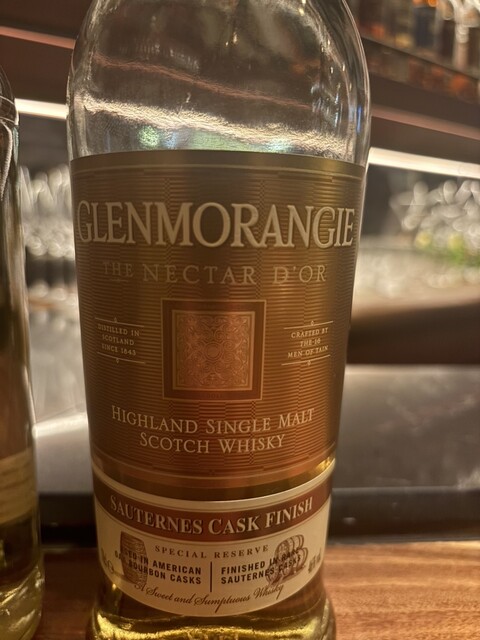 GLENMORANGIE
THE NECTAR D'OR
DISTILLED IN
SCOTLAND
SINCE 1843
CRAFTED BY
THE 16
MEN OF TAIN
HIGHLAND SINGLE MALT
SCOTCH WHISKY
SAUTERNES CASK FINISH
SPECIAL RESERVE
IN AMERICAN
BOURBON CASKS
FINISHED IN
SAUTERNES CASKS
A Sweet and Sumptuous Whisky